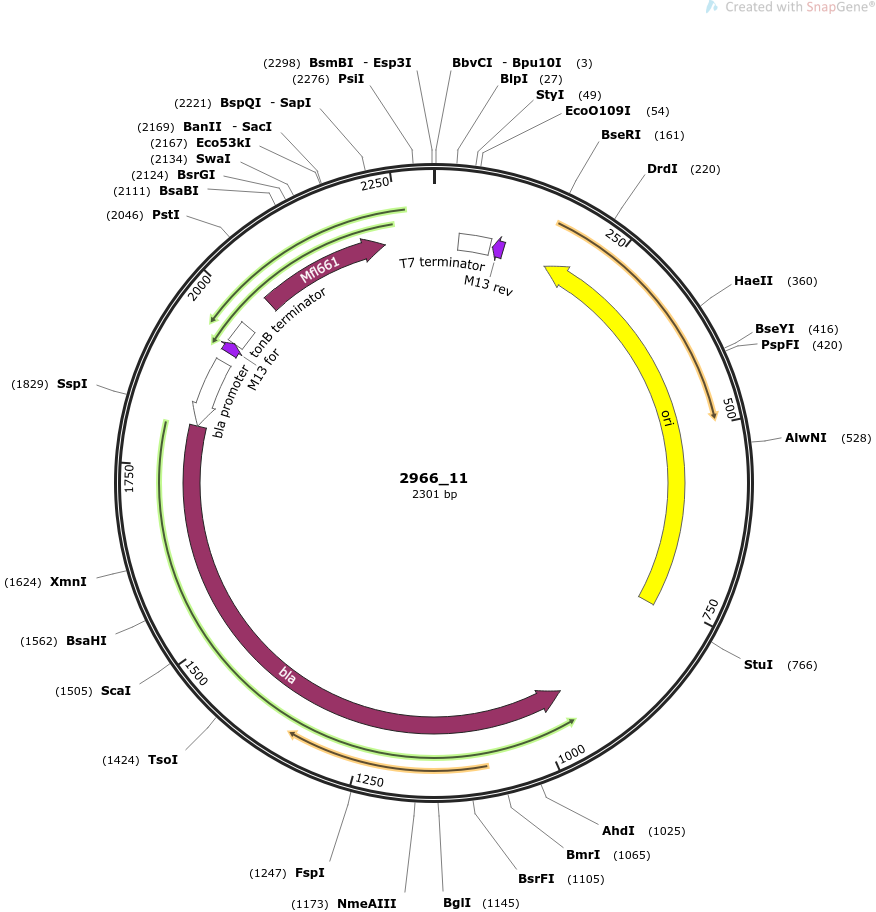 Created with SnapGene®
(2298) BsmBI - Esp3I
BbvCI - Bpu10I (3)
(2276) PsiI
BlpI (27)
StyI (49)
(2221) BspQI - SapI
EcoO109I (54)
(2169) BanII - SacI
BseRI (161)
(2167) Eco53kI
(2134) SwaI
DrdI (220)
(2124) BsrGI
(2111) BsaBI
(2046) PstI
2250
250
T7 terminator
M13 rev
Mfl661
HaeII (360)
2000
tonB terminator
BseYI (416)
PspFI (420)
M13 for
(1829) SspI
bla promoter
500
ori
AlwNI (528)
1750
2966_11
2301 bp
(1624) XmnI
750
(1562) BsaHI
StuI (766)
1500
bla
(1505) ScaI
(1424) TsoI
1000
1250
AhdI (1025)
BmrI (1065)
(1247) FspI
BsrFI (1105)
(1173) NmeAIII
BglI (1145)